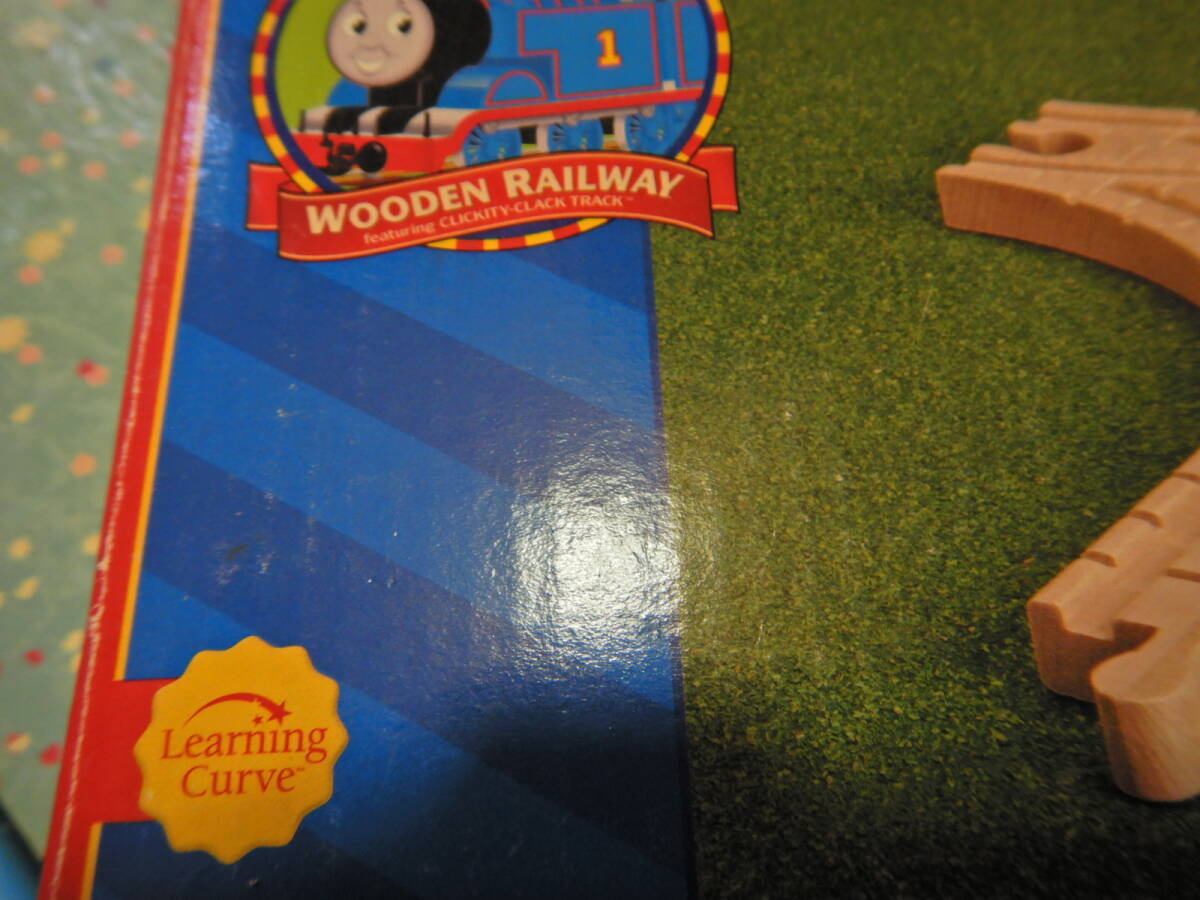 1
WOODEN RAILWAY
featuring CLICKITY-CLACK TRACK™
Learning
Curve™